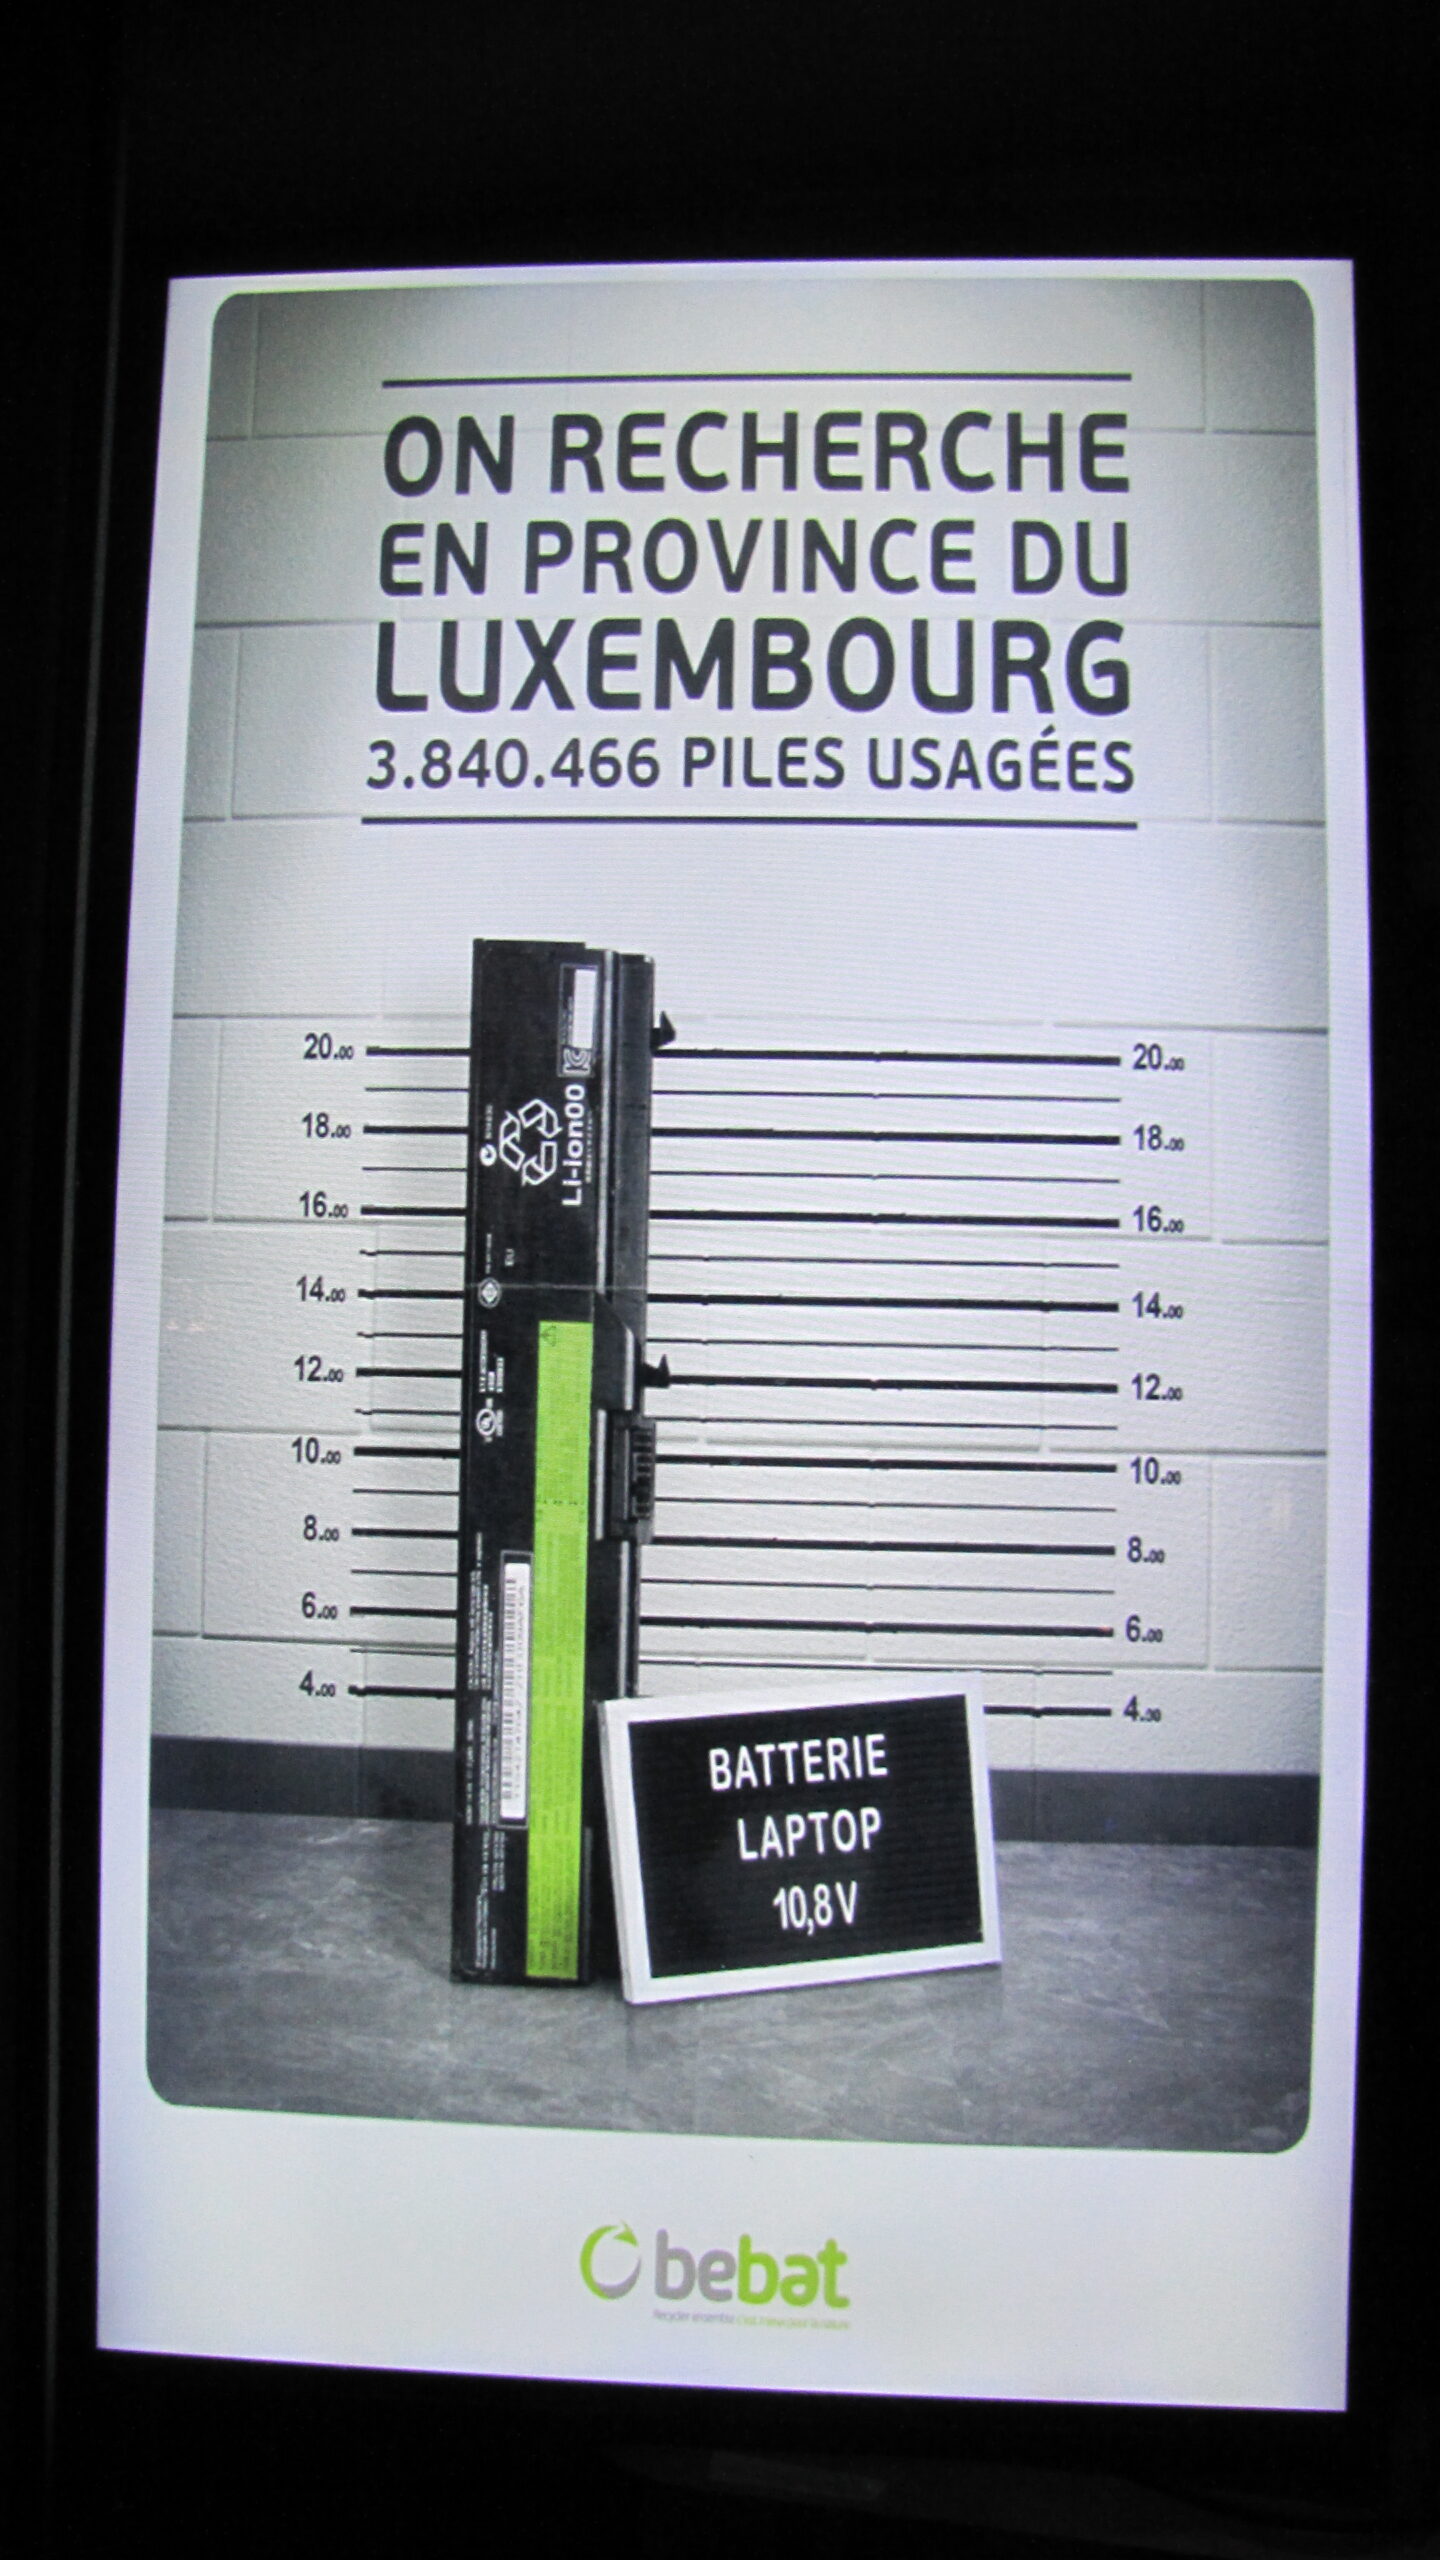 ON RECHERCHE
EN PROVINCE DU
LUXEMBOURG
3.840.466 PILES USAGÉES
20.00 20.00
18.00 18.00
16.00 16.00
14.00 14.00
12.00 12.00
10.00 10.00
8.00 8.00
6.00 6.00
4.00 4.00
Li-ion00
EU
BATTERIE
LAPTOP
10,8 V
bebat